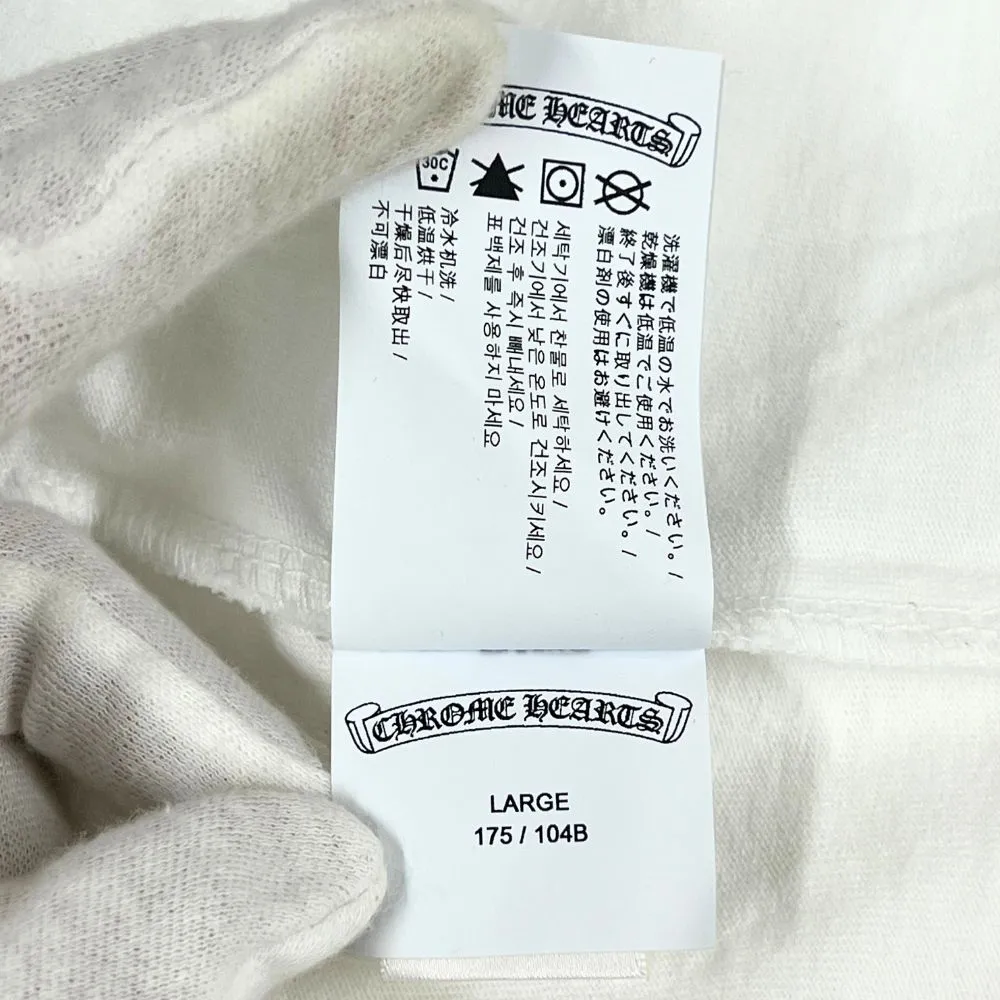 ME HEARTS
30C
洗濯機で低温の水でお洗いください。/
乾燥機は低温でご使用ください。/
終了後すぐに取り出してください。/
漂白剤の使用はお避けください。
세탁기에서 찬물로 세탁하세요/
건조기에서 낮은 온도로 건조시키세요/
건조 후 즉시 빼내세요/
표백제를 사용하지 마세요
冷水机洗/
低温烘干/
干燥后尽快取出/
不可漂白
CHROME HEARTS
LARGE
175 / 104B